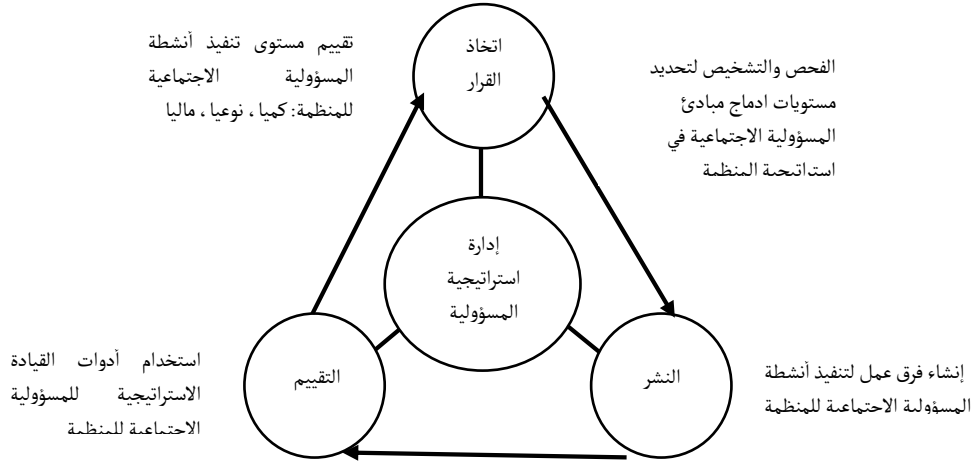 اتخاذ
القرار
تقييم مستوى تنفيذ أنشطة
المسؤولية الاجتماعية
للمنظمة: كميا ، نوعيا ، ماليا
الفحص والتشخيص لتحديد
مستويات ادماج مبادئ
المسؤولية الاجتماعية في
استراتيجية المنظمة
إدارة
استراتيجية
المسؤولية
استخدام أدوات القيادة
الاستراتيجية للمسؤولية
الاجتماعية للمنظمة
التقييم
النشر
إنشاء فرق عمل لتنفيذ أنشطة
المسؤولية الاجتماعية للمنظمة